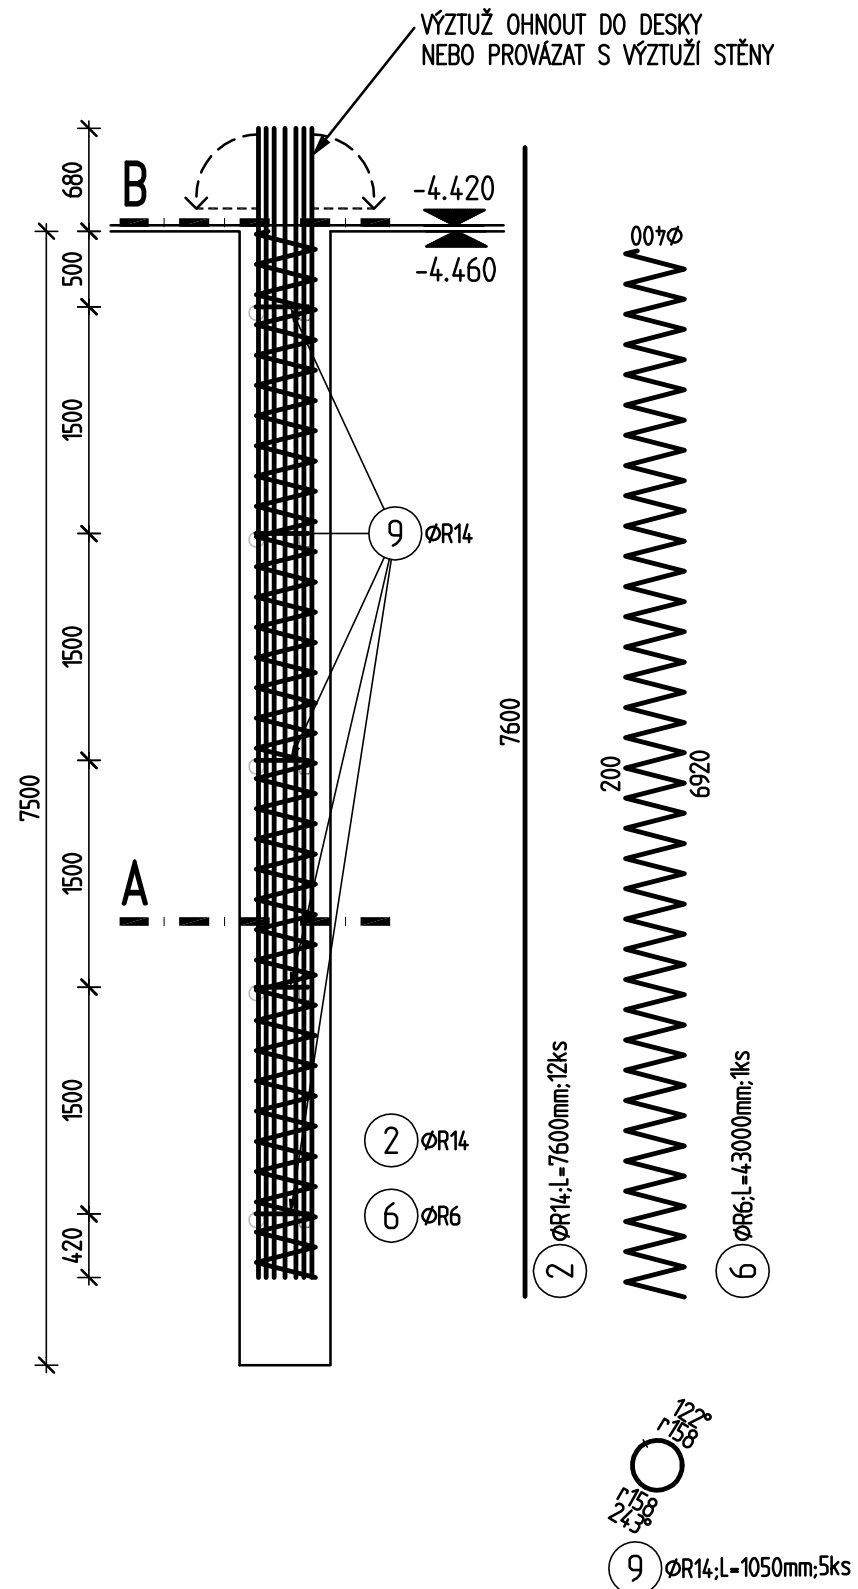 VÝZTUŽ OHNOUT DO DESKY
NEBO PROVÁZAT S VÝZTUŽÍ STĚNY
680
B
-4.420
-4.460
Ø400
500
1500
9 ØR14
1500
7600
200
6920
7500
1500
A
1500
2 ØR14
6 ØR6
420
2 ØR14;L=7600mm;12ks
6 ØR6;L=43000mm;1ks
122°
r158
r158
243°
9 ØR14;L=1050mm;5ks